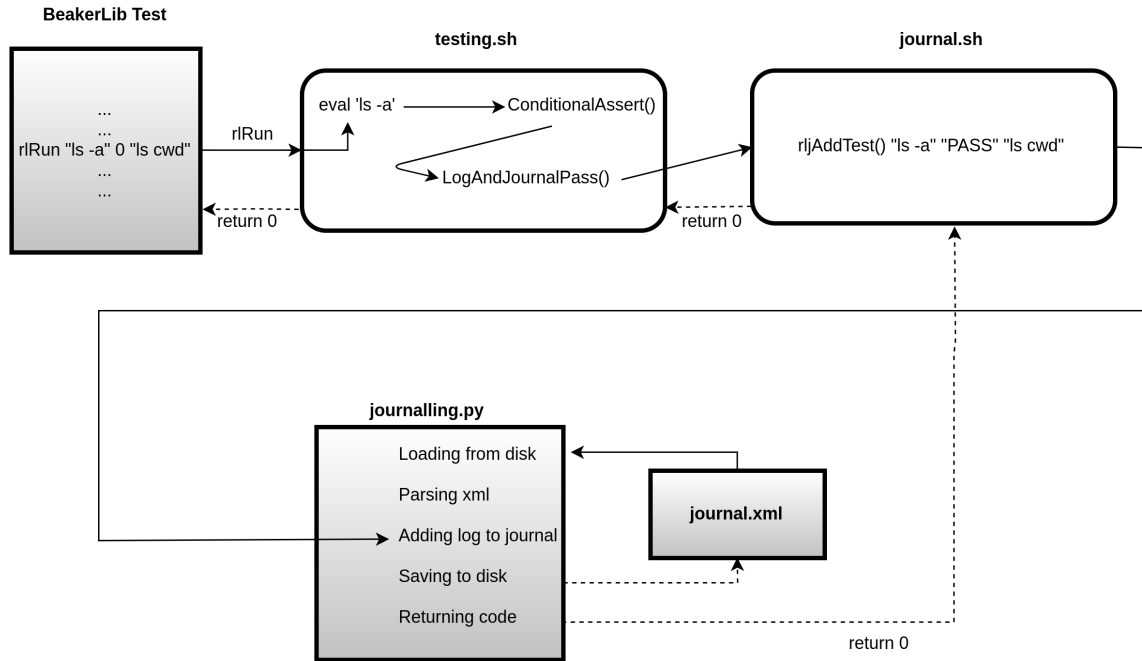 BeakerLib Test
...
...
rlRun "ls -a" 0 "ls cwd"
...
...
rlRun
return 0
testing.sh
eval 'ls -a'
ConditionalAssert()
LogAndJournalPass()
return 0
journal.sh
rljAddTest() "ls -a" "PASS" "ls cwd"
journalling.py
Loading from disk
Parsing xml
Adding log to journal
Saving to disk
Returning code
journal.xml
return 0